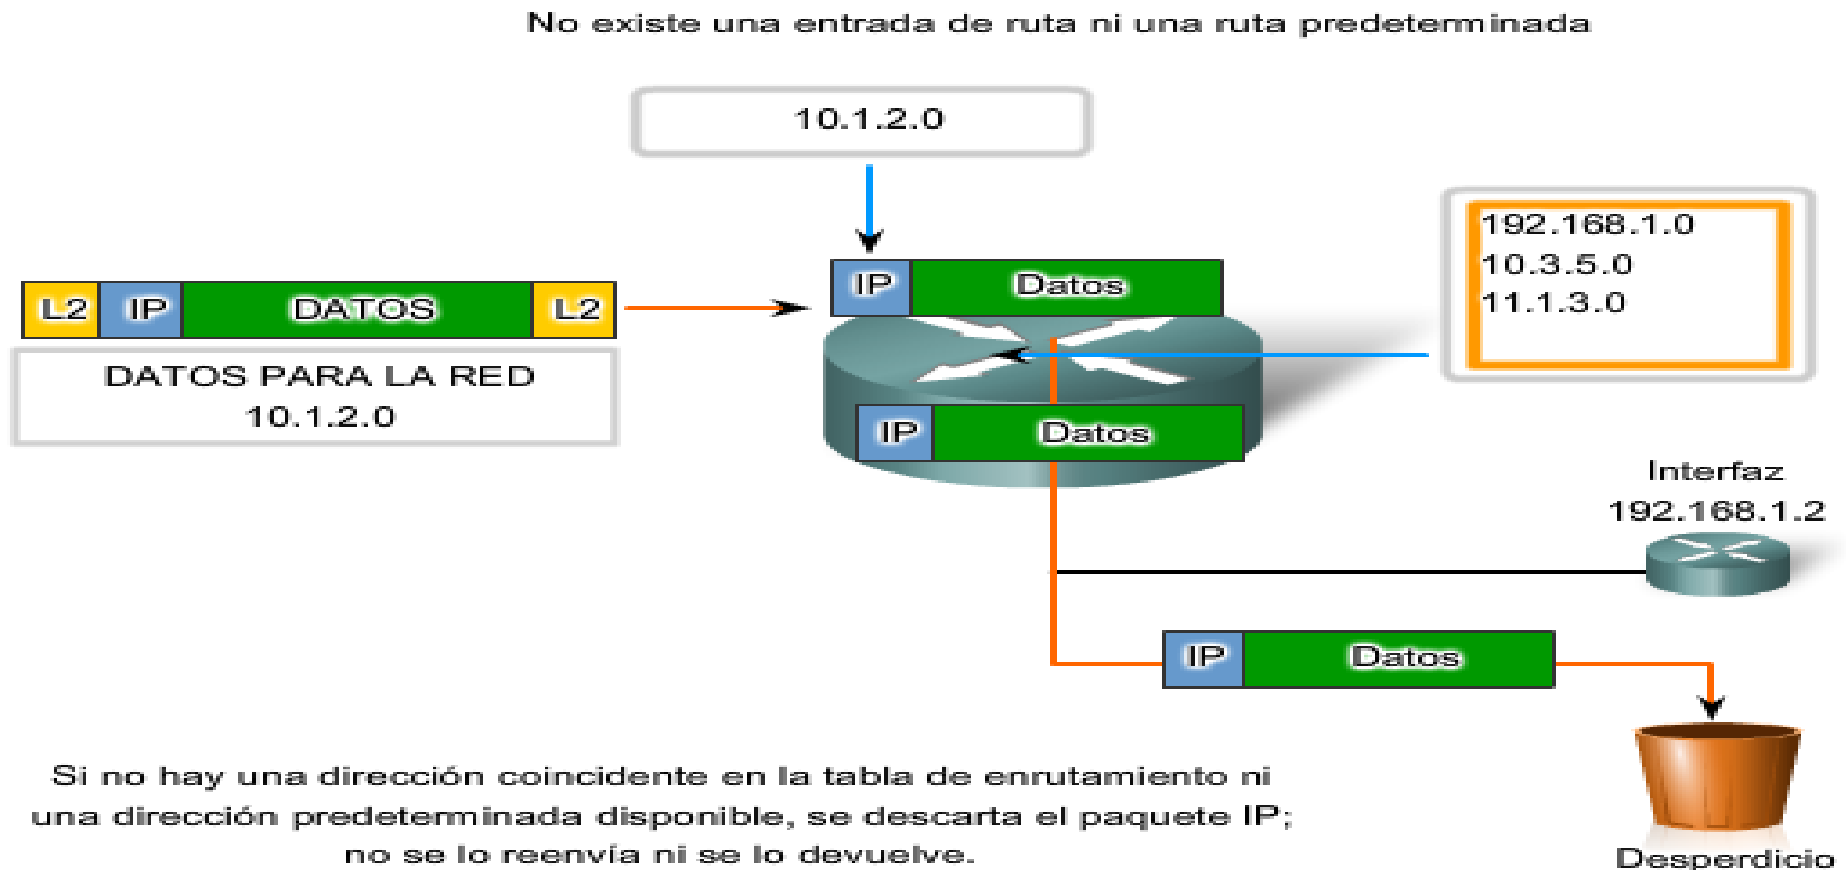 No existe una entrada de ruta ni una ruta predeterminada
10.1.2.0
192.168.1.0
10.3.5.0
11.1.3.0
IP Datos
L2 IP DATOS L2
DATOS PARA LA RED
10.1.2.0
IP Datos
Interfaz
192.168.1.2
IP Datos
Si no hay una dirección coincidente en la tabla de enrutamiento ni
una dirección predeterminada disponible, se descarta el paquete IP;
no se lo reenvía ni se lo devuelve.
Desperdicio